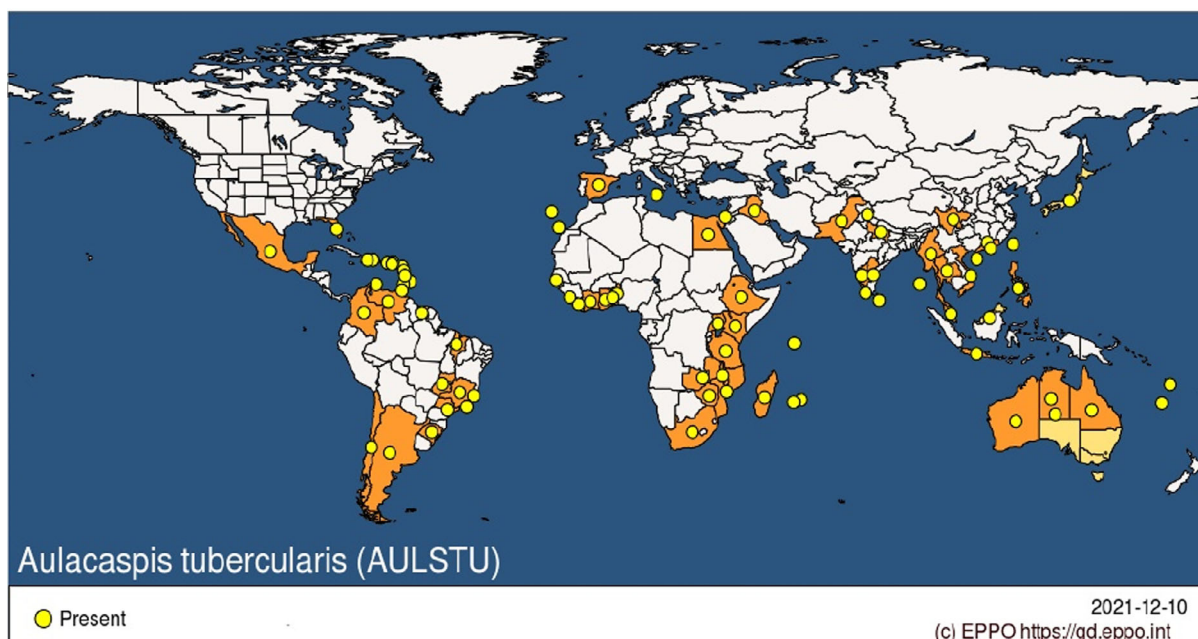 Aulacaspis tubercularis (AULSTU)
Present
2021-12-10
(c) EPPO https://gd.eppo.int